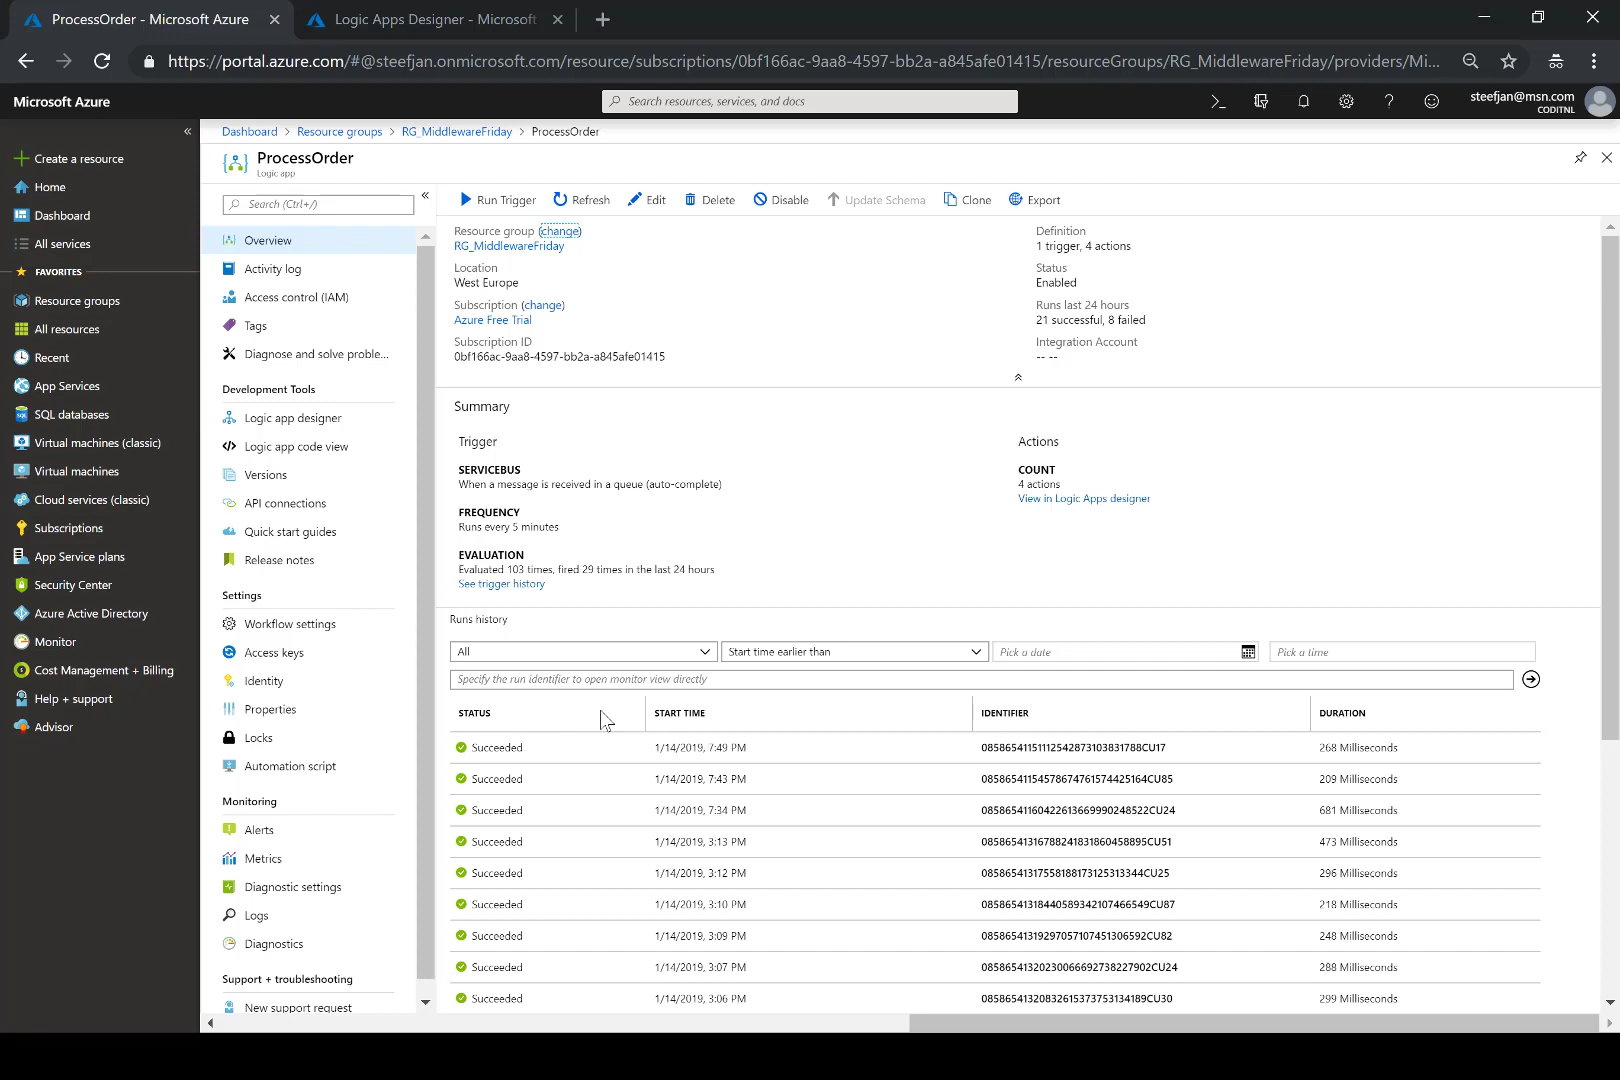 ProcessOrder - Microsoft Azure
Logic Apps Designer - Microsoft
https://portal.azure.com/#@steefjan.onmicrosoft.com/resource/subscriptions/0bf166ac-9aa8-4597-bb2a-a845afe01415/resourceGroups/RG_MiddlewareFriday/providers/Mi...
Microsoft Azure
Search resources, services, and docs
steefjan@msn.com
CODITNL
Create a resource
Home
Dashboard
All services
FAVORITES
Resource groups
All resources
Recent
App Services
SQL databases
Virtual machines (classic)
Virtual machines
Cloud services (classic)
Subscriptions
App Service plans
Security Center
Azure Active Directory
Monitor
Cost Management + Billing
Help + support
Advisor
Dashboard > Resource groups > RG_MiddlewareFriday > ProcessOrder
ProcessOrder
Logic app
Search (Ctrl+/)
Overview
Activity log
Access control (IAM)
Tags
Diagnose and solve proble...
Development Tools
Logic app designer
Logic app code view
Versions
API connections
Quick start guides
Release notes
Settings
Workflow settings
Access keys
Identity
Properties
Locks
Automation script
Monitoring
Alerts
Metrics
Diagnostic settings
Logs
Diagnostics
Support + troubleshooting
New support request
Run Trigger Refresh Edit Delete Disable Update Schema Clone Export
Resource group (change)
RG_MiddlewareFriday
Location
West Europe
Subscription (change)
Azure Free Trial
Subscription ID
0bf166ac-9aa8-4597-bb2a-a845afe01415
Definition
1 trigger, 4 actions
Status
Enabled
Runs last 24 hours
21 successful, 8 failed
Integration Account
-- --
Summary
Trigger
SERVICEBUS
When a message is received in a queue (auto-complete)
FREQUENCY
Runs every 5 minutes
EVALUATION
Evaluated 103 times, fired 29 times in the last 24 hours
See trigger history
Actions
COUNT
4 actions
View in Logic Apps designer
Runs history
All Start time earlier than Pick a date Pick a time
Specify the run identifier to open monitor view directly
STATUS START TIME IDENTIFIER DURATION
Succeeded 1/14/2019, 7:49 PM 08586541151112542873103831788CU17 268 Milliseconds
Succeeded 1/14/2019, 7:43 PM 08586541154578674761574425164CU85 209 Milliseconds
Succeeded 1/14/2019, 7:34 PM 08586541160422613669990248522CU24 681 Milliseconds
Succeeded 1/14/2019, 3:13 PM 08586541316788241831860458895CU51 473 Milliseconds
Succeeded 1/14/2019, 3:12 PM 08586541317558188173125313344CU25 296 Milliseconds
Succeeded 1/14/2019, 3:10 PM 08586541318440589342107466549CU87 218 Milliseconds
Succeeded 1/14/2019, 3:09 PM 08586541319297057107451306592CU82 248 Milliseconds
Succeeded 1/14/2019, 3:07 PM 08586541320230066692738227902CU24 288 Milliseconds
Succeeded 1/14/2019, 3:06 PM 08586541320832615373753134189CU30 299 Milliseconds